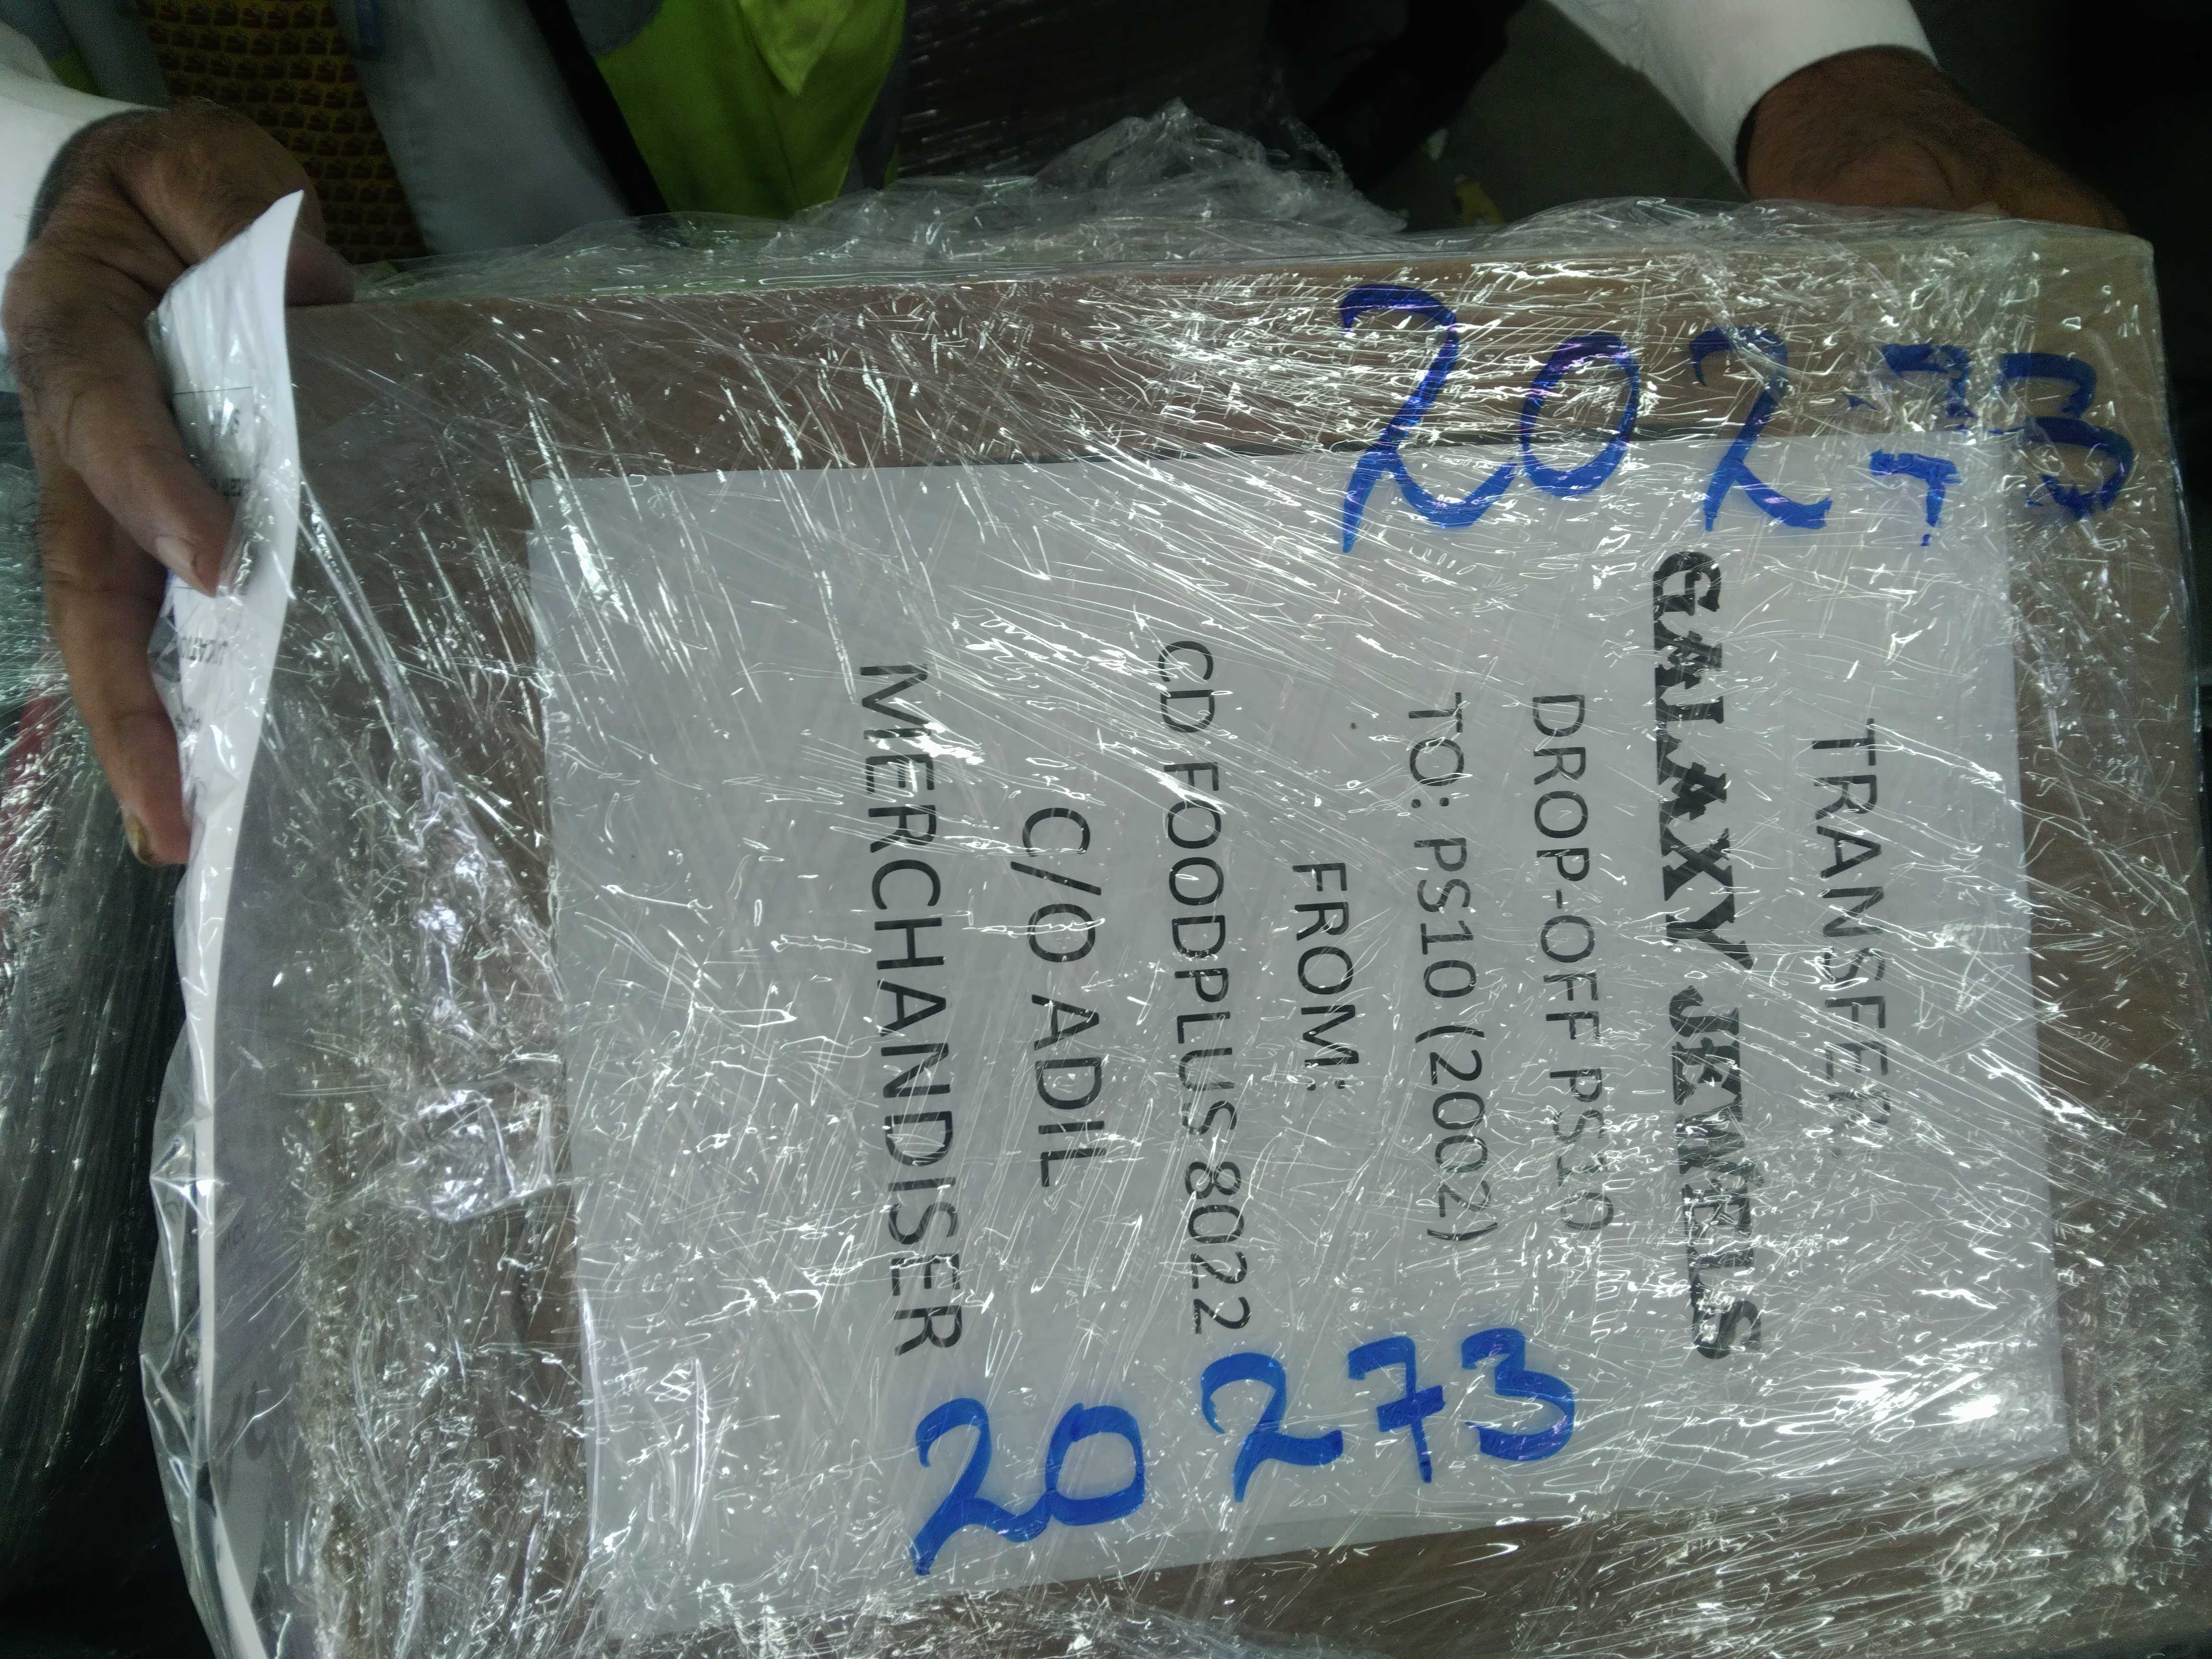 20273
TRANSFER
GALAXY JEWELS
DROP-OFF PS10
TO: PS10 (2002)
FROM:
CD FOODPLUS 8022
C/O ADIL
MERCHANDISER
20273